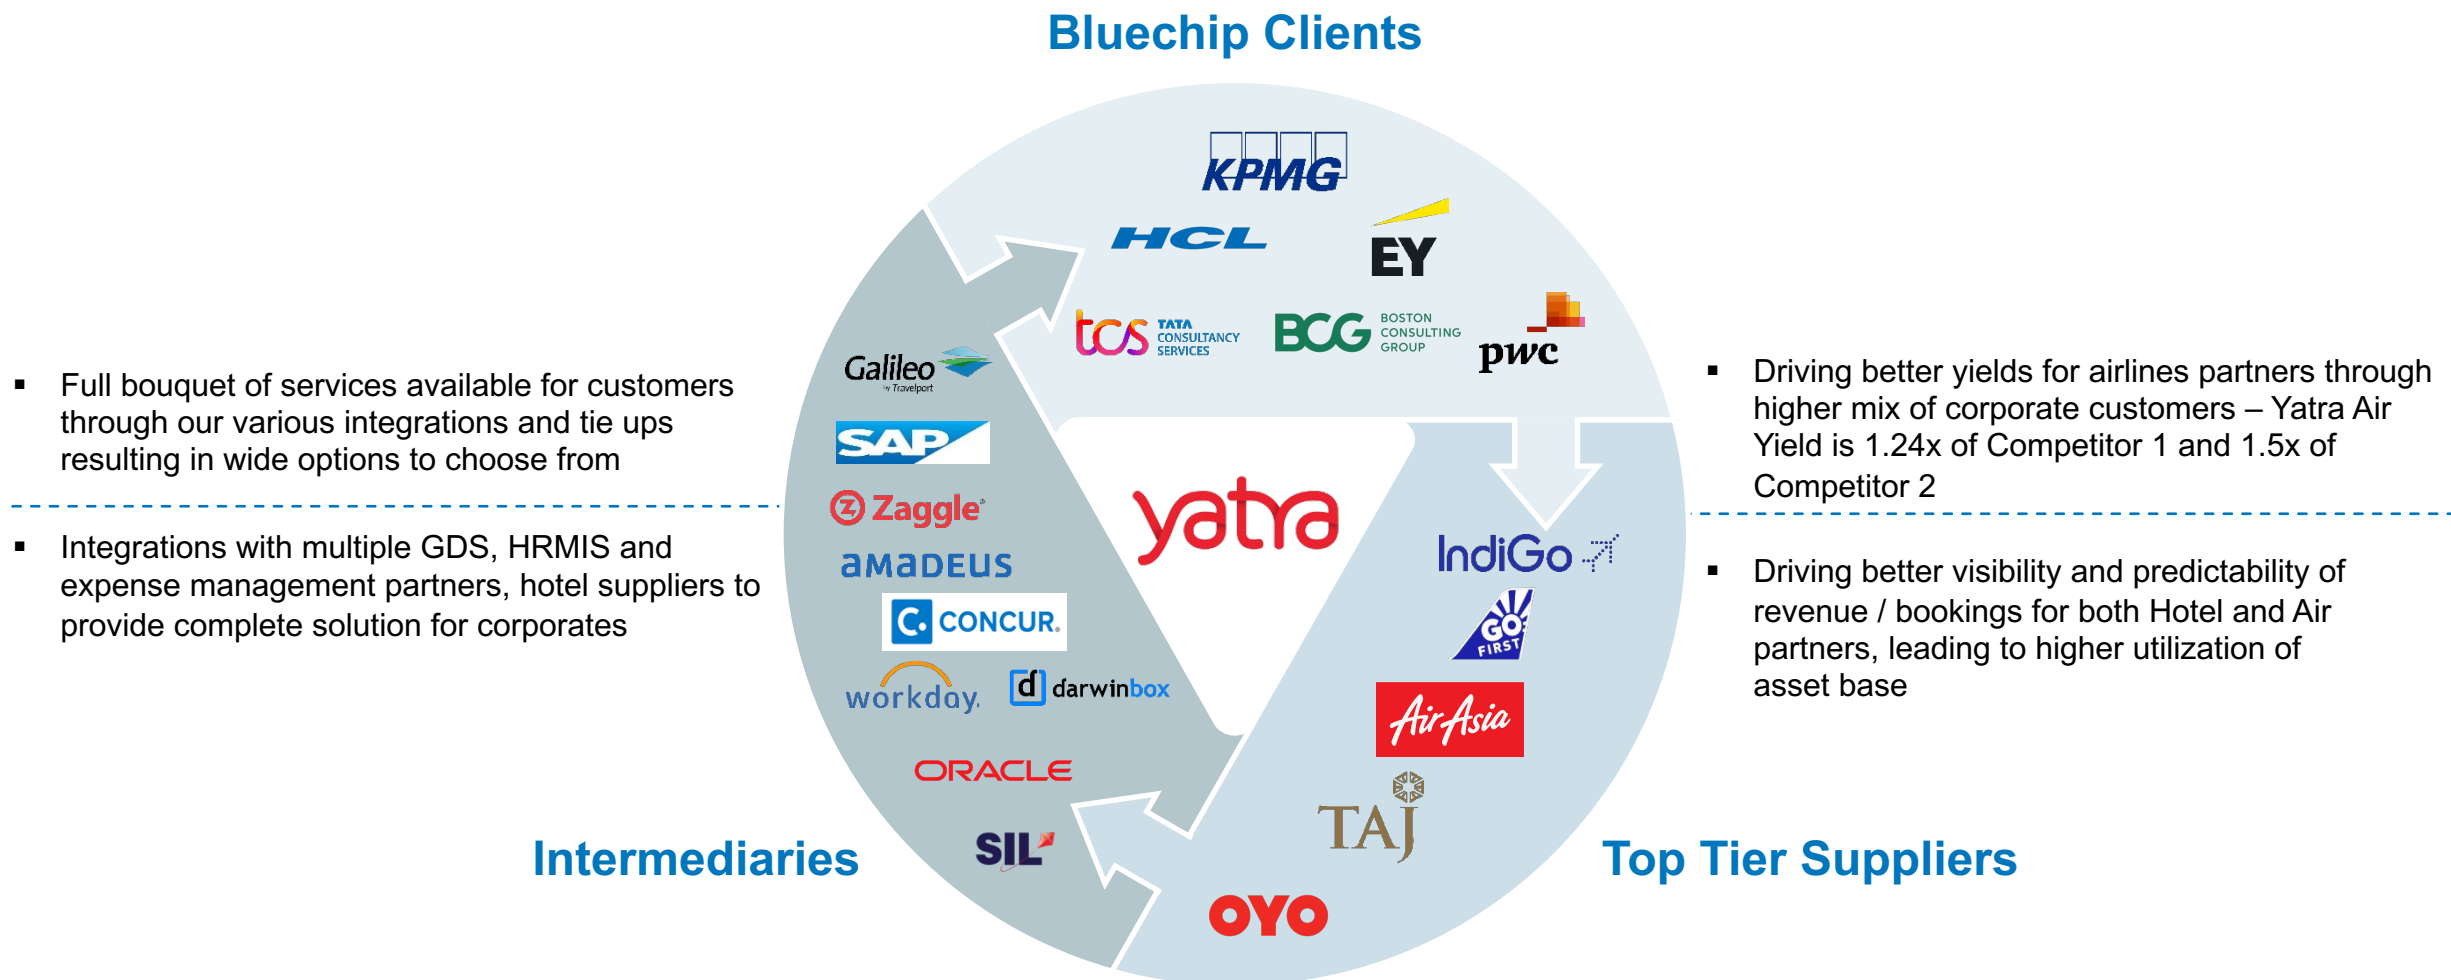 Bluechip Clients
KPMG
HCL
EY
tcs TATA
CONSULTANCY
SERVICES
BCG BOSTON
CONSULTING
GROUP
pwc
▪ Full bouquet of services available for customers
through our various integrations and tie ups
resulting in wide options to choose from
▪ Integrations with multiple GDS, HRMIS and
expense management partners, hotel suppliers to
provide complete solution for corporates
Galileo
by Travelport
SAP
Zaggle
amadeus
C. CONCUR.
workday.
d darwinbox
ORACLE
SIL
Intermediaries
yatra
IndiGo
GO
FIRST
AirAsia
TAJ
OYO
Top Tier Suppliers
▪ Driving better yields for airlines partners through
higher mix of corporate customers – Yatra Air
Yield is 1.24x of Competitor 1 and 1.5x of
Competitor 2
▪ Driving better visibility and predictability of
revenue / bookings for both Hotel and Air
partners, leading to higher utilization of
asset base